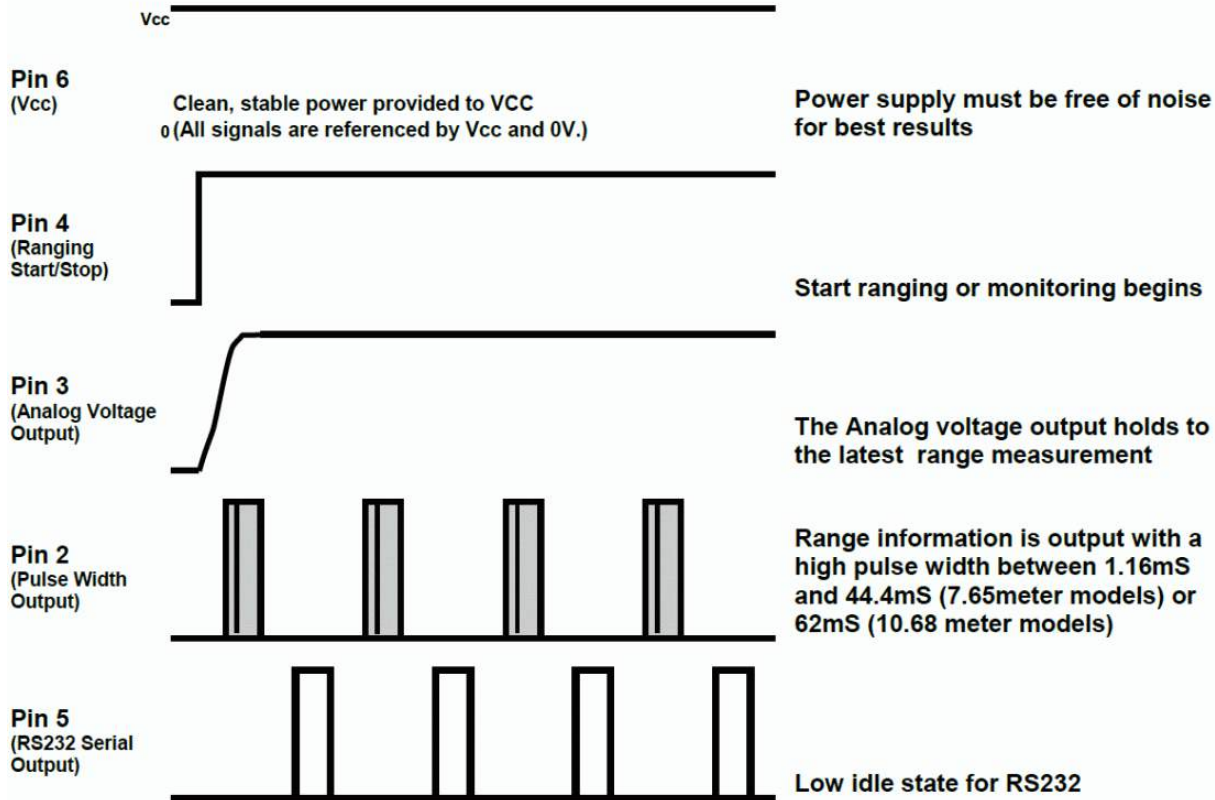 Vcc
Pin 6
(Vcc)
Clean, stable power provided to VCC
0 (All signals are referenced by Vcc and 0V.)
Power supply must be free of noise
for best results
Pin 4
(Ranging
Start/Stop)
Start ranging or monitoring begins
Pin 3
(Analog Voltage
Output)
The Analog voltage output holds to
the latest range measurement
Pin 2
(Pulse Width
Output)
Range information is output with a
high pulse width between 1.16mS
and 44.4mS (7.65meter models) or
62mS (10.68 meter models)
Pin 5
(RS232 Serial
Output)
Low idle state for RS232